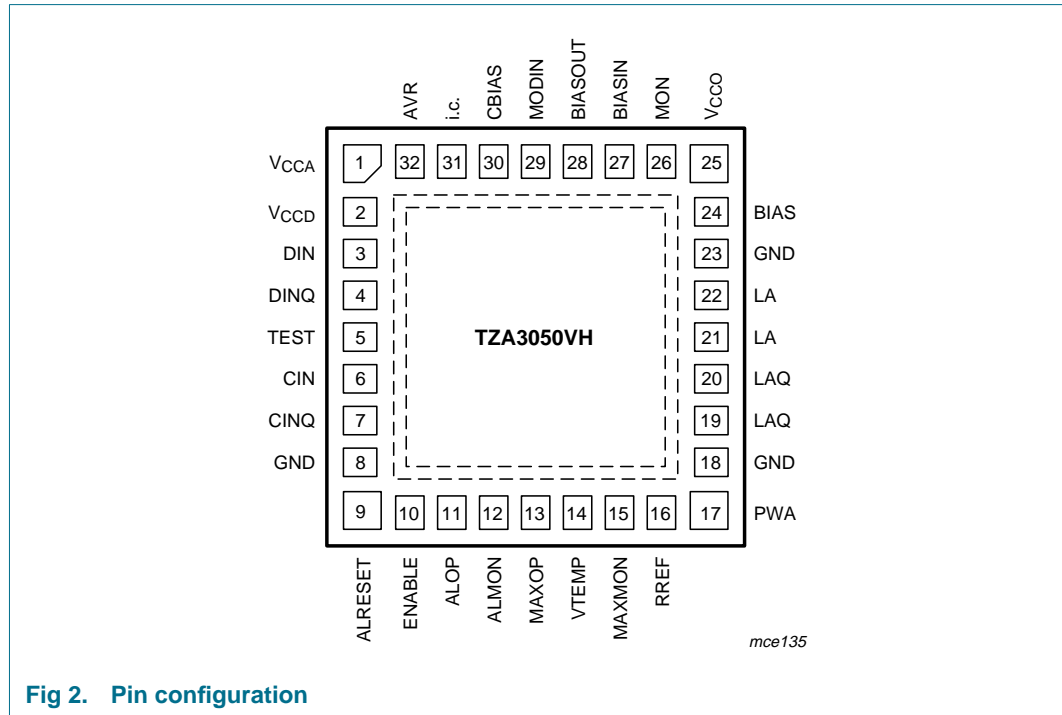 AVR
i.c.
CBIAS
MODIN
BIASOUT
BIASIN
MON
VCCO
VCCA 1 32 31 30 29 28 27 26 25
VCCD 2 24 BIAS
DIN 3 23 GND
DINQ 4 22 LA
TEST 5 TZA3050VH 21 LA
CIN 6 20 LAQ
CINQ 7 19 LAQ
GND 8 18 GND
9 10 11 12 13 14 15 16 17 PWA
ALRESET
ENABLE
ALOP
ALMON
MAXOP
VTEMP
MAXMON
RREF
mce135
Fig 2. Pin configuration